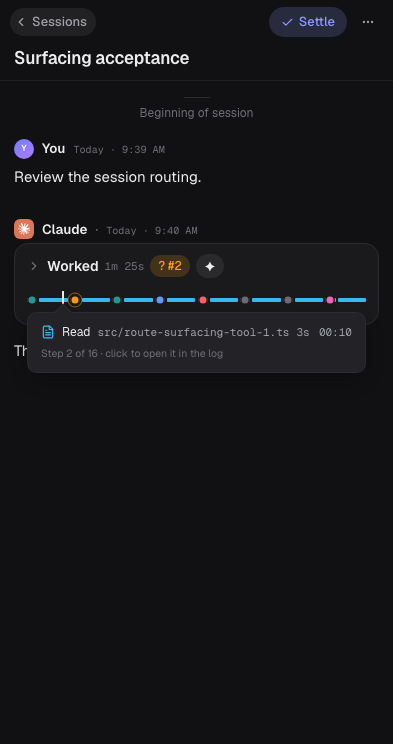 Sessions
Settle
Surfacing acceptance
Beginning of session
Y You Today · 9:39 AM
Review the session routing.
Claude · Today · 9:40 AM
Worked 1m 25s ? #2
Read src/route-surfacing-tool-1.ts 3s 00:10
Step 2 of 16 · click to open it in the log